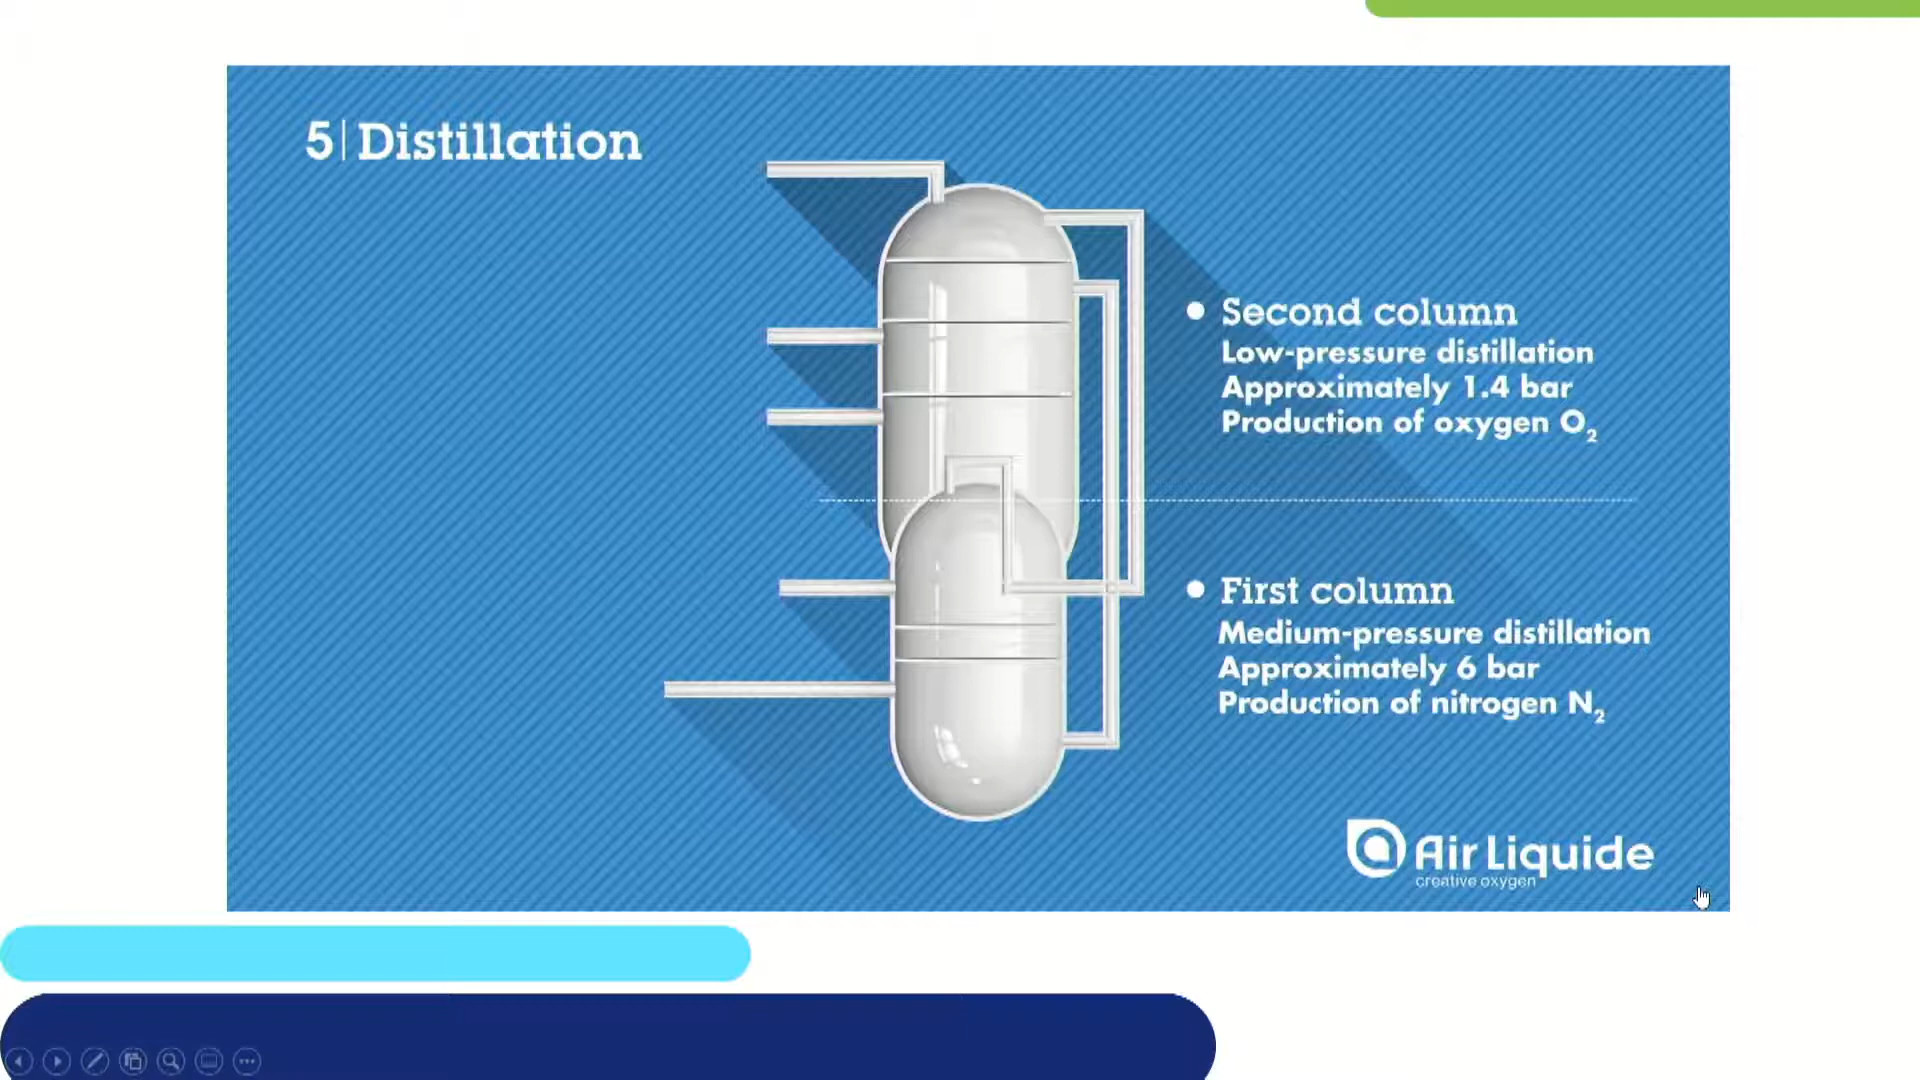 5 | Distillation
Second column
Low-pressure distillation
Approximately 1.4 bar
Production of oxygen O₂
First column
Medium-pressure distillation
Approximately 6 bar
Production of nitrogen N₂
Air Liquide
creative oxygen